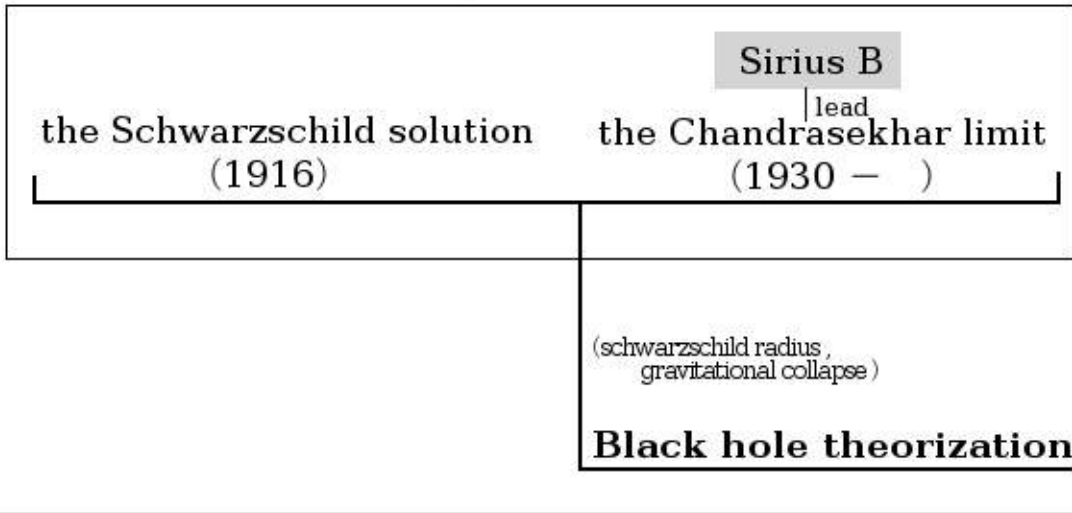 Sirius B
lead
the Schwarzschild solution
(1916)
the Chandrasekhar limit
(1930 –   )
(schwarzschild radius,
gravitational collapse)
Black hole theorization